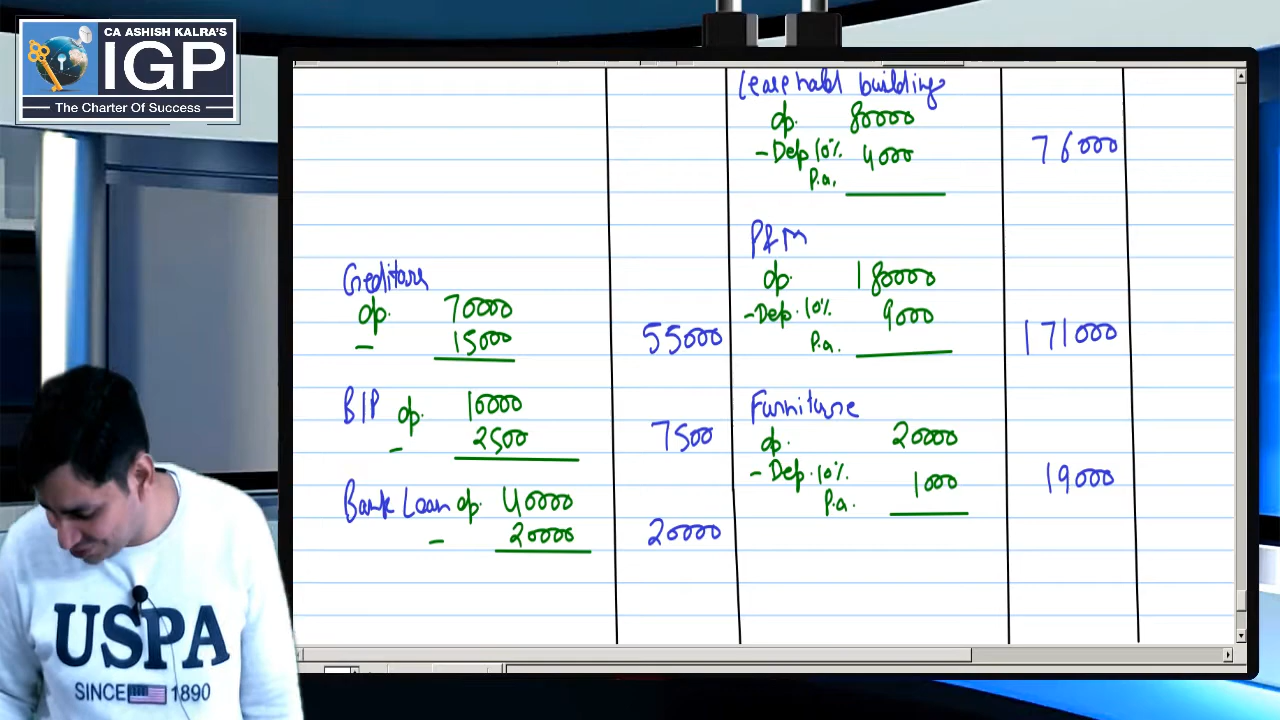 CA ASHISH KALRA'S
IGP
The Charter Of Success
Leasehold buildings
op. 80000
- Dep 10% 4000 76000
p.a.
P&M
op. 180000
- Dep. 10% 9000
p.a. 171000
Creditors
op. 70000
- 15000 55000
B/P op. 10000
- 2500 7500
Bank Loan op. 40000
- 20000 20000
Furniture
op. 20000
- Dep. 10% 1000 19000
p.a.
USPA
SINCE 1890